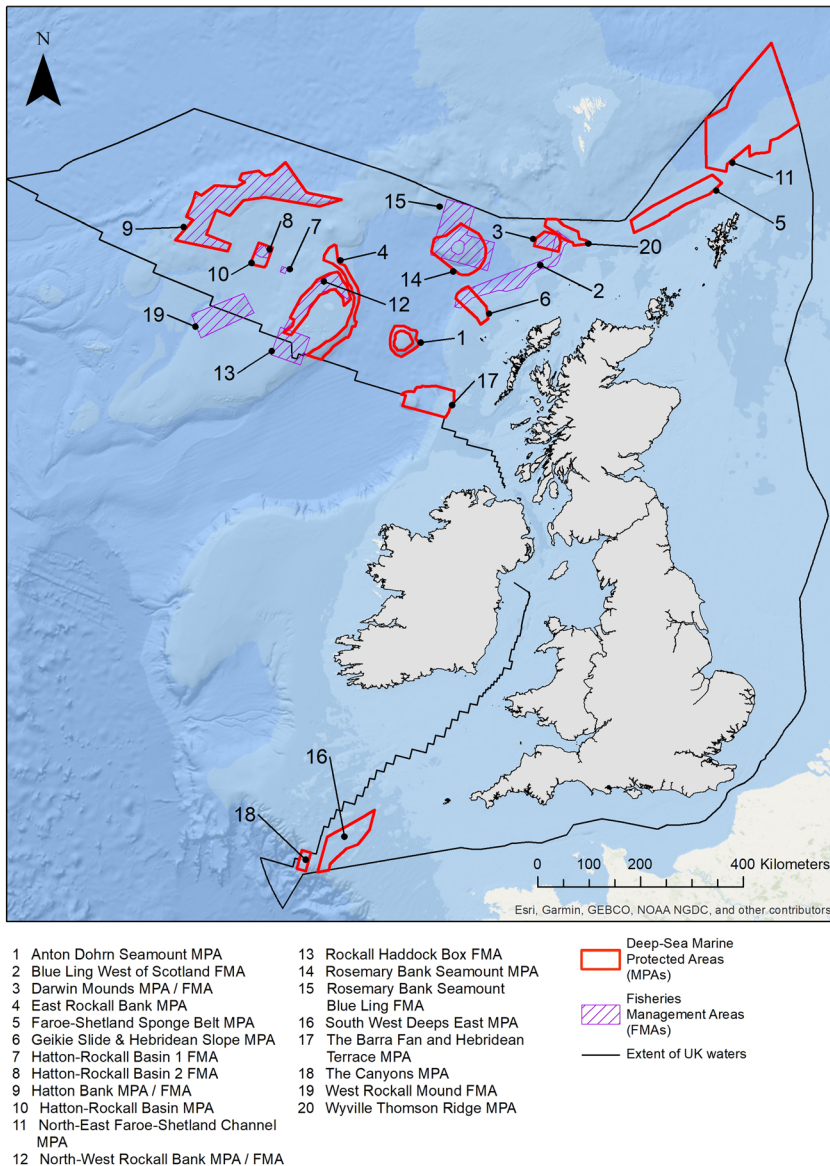 N
11
5
15
3
20
9
8
7
10
4
14
2
12
6
19
1
13
17
16
18
0 100 200 400 Kilometers
Esri, Garmin, GEBCO, NOAA NGDC, and other contributors
1 Anton Dohrn Seamount MPA
2 Blue Ling West of Scotland FMA
3 Darwin Mounds MPA / FMA
4 East Rockall Bank MPA
5 Faroe-Shetland Sponge Belt MPA
6 Geikie Slide & Hebridean Slope MPA
7 Hatton-Rockall Basin 1 FMA
8 Hatton-Rockall Basin 2 FMA
9 Hatton Bank MPA / FMA
10 Hatton-Rockall Basin MPA
11 North-East Faroe-Shetland Channel
MPA
12 North-West Rockall Bank MPA / FMA
13 Rockall Haddock Box FMA
14 Rosemary Bank Seamount MPA
15 Rosemary Bank Seamount
Blue Ling FMA
16 South West Deeps East MPA
17 The Barra Fan and Hebridean
Terrace MPA
18 The Canyons MPA
19 West Rockall Mound FMA
20 Wyville Thomson Ridge MPA
Deep-Sea Marine
Protected Areas
(MPAs)
Fisheries
Management Areas
(FMAs)
Extent of UK waters